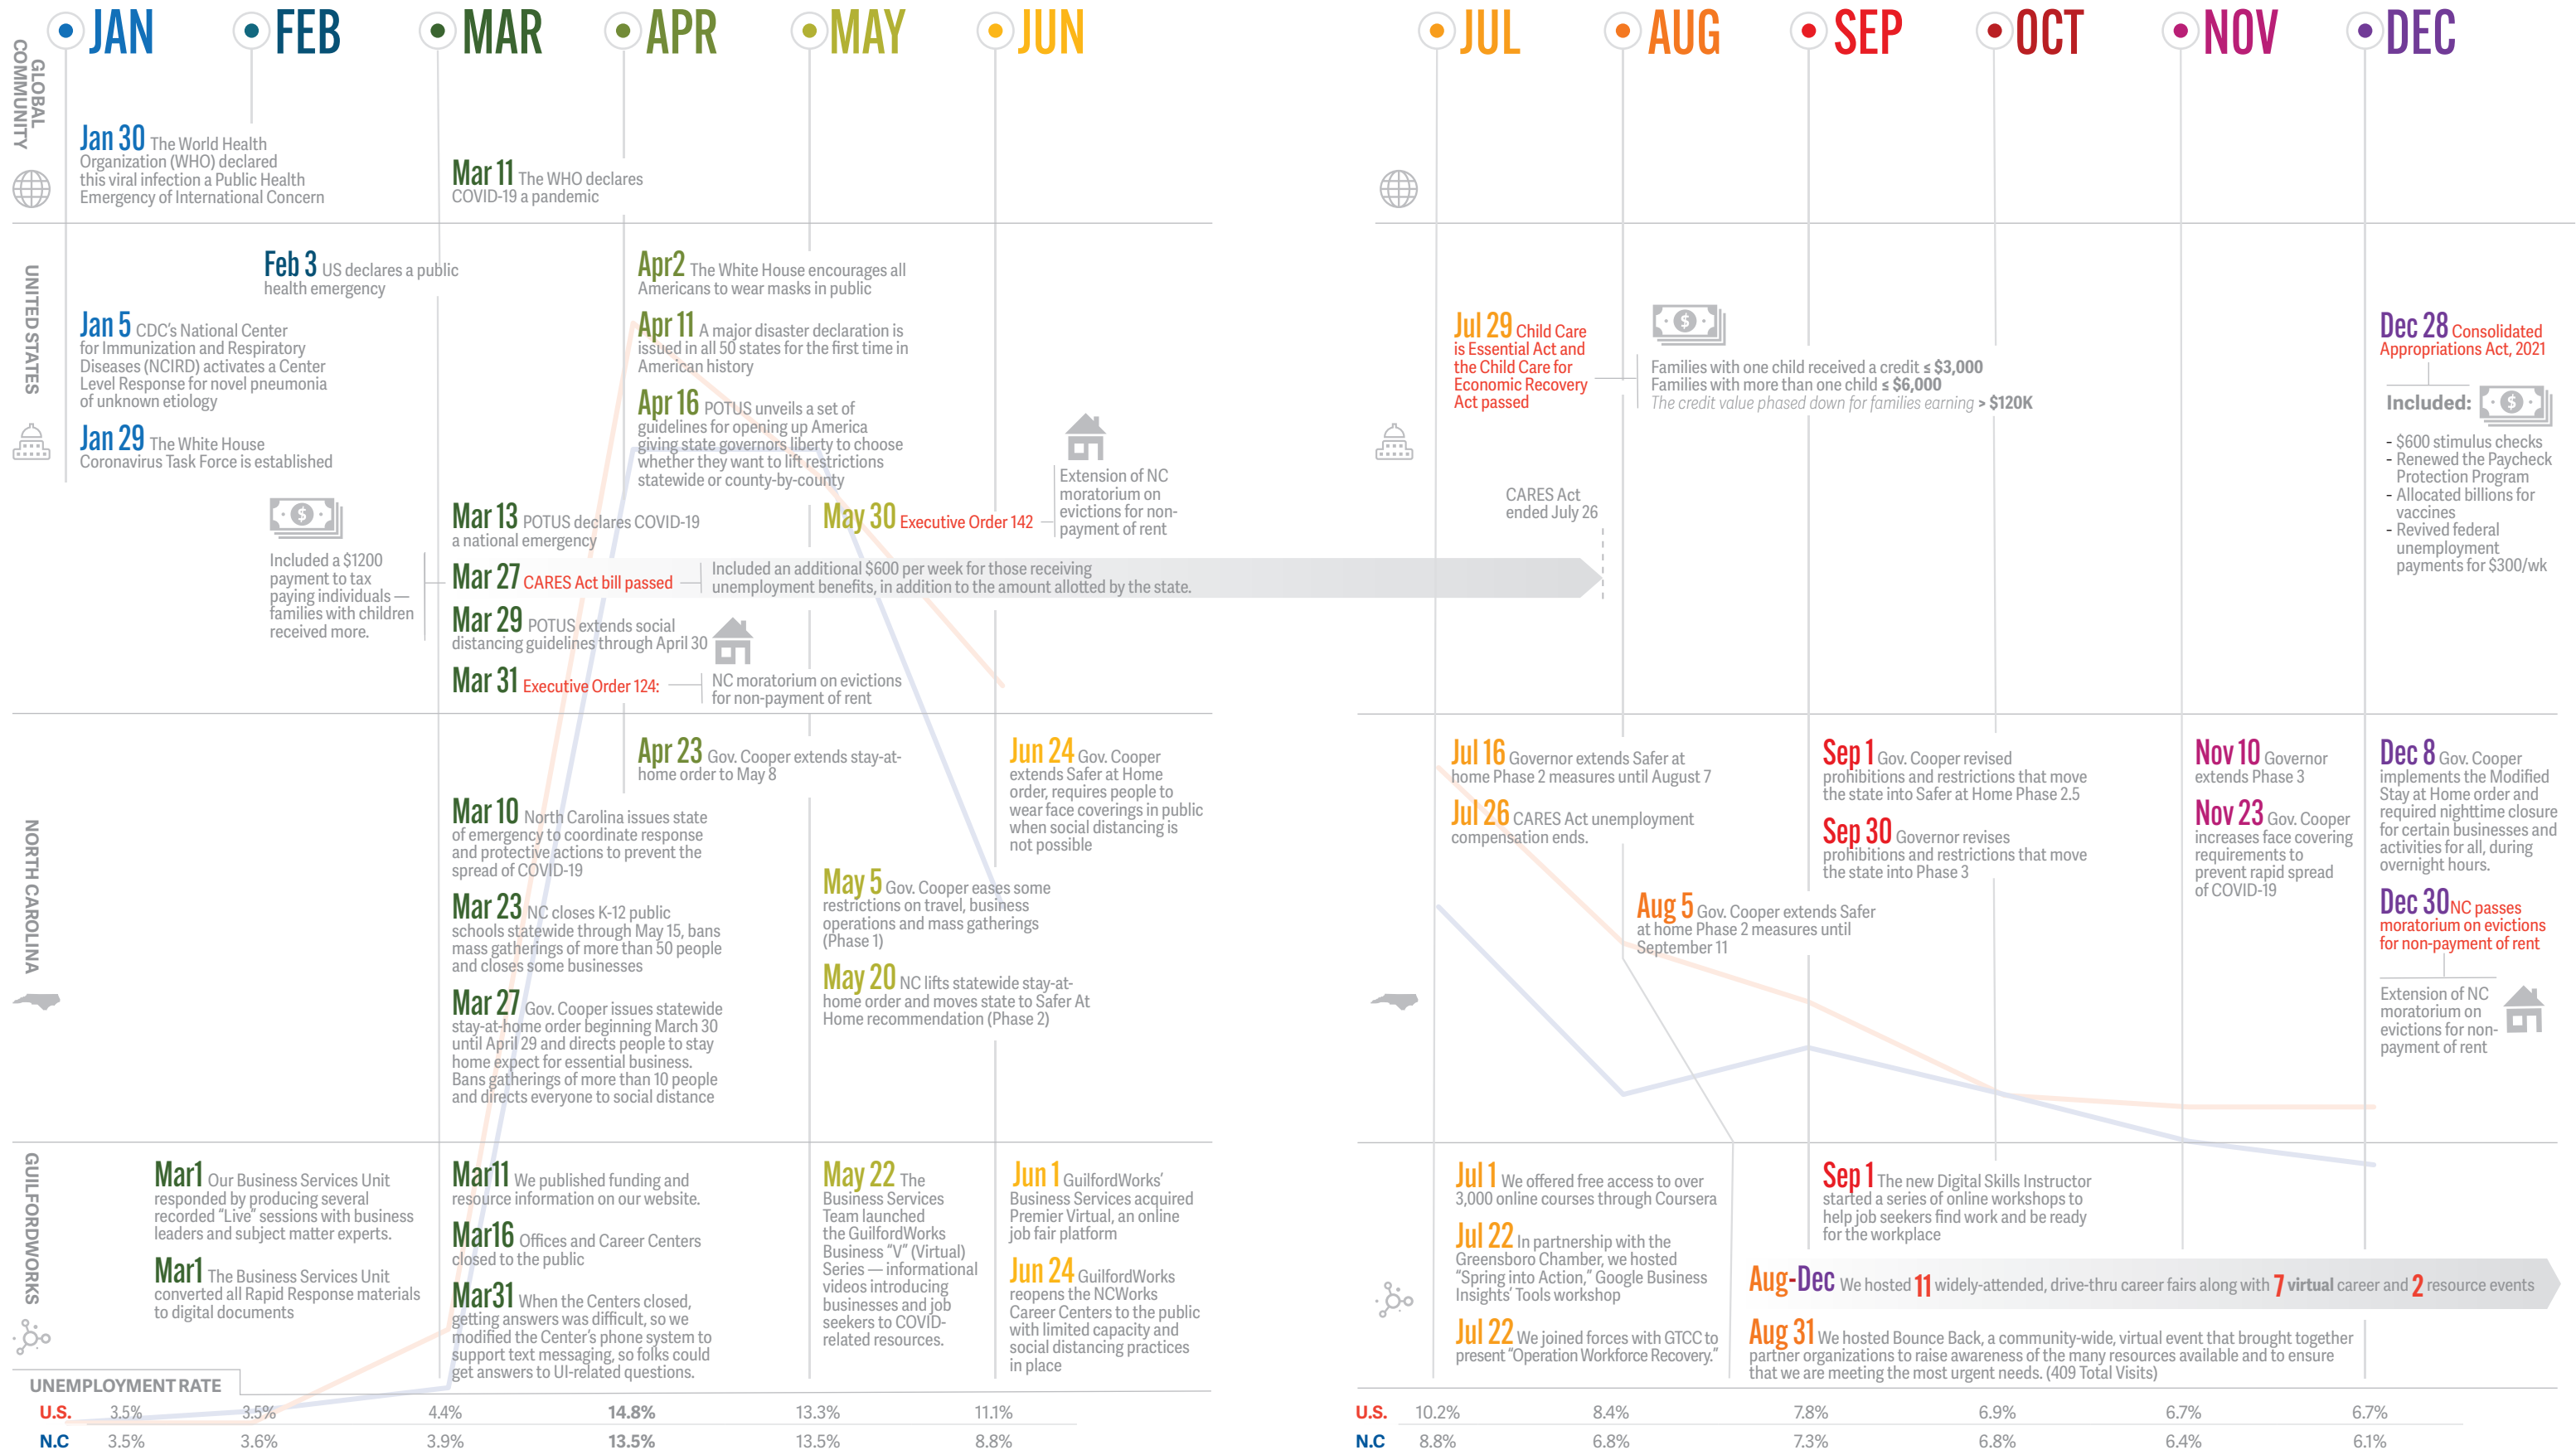 JAN
FEB
MAR
APR
MAY
JUN
JUL
AUG
SEP
OCT
NOV
DEC
GLOBAL
COMMUNITY
Jan 30 The World Health
Organization (WHO) declared
this viral infection a Public Health
Emergency of International Concern
Mar 11 The WHO declares
COVID-19 a pandemic
UNITED STATES
Feb 3 US declares a public
health emergency
Jan 5 CDC's National Center
for Immunization and Respiratory
Diseases (NCIRD) activates a Center
Level Response for novel pneumonia
of unknown etiology
Jan 29 The White House
Coronavirus Task Force is established
Included a $1200
payment to tax
paying individuals —
families with children
received more.
Mar 13 POTUS declares COVID-19
a national emergency
Mar 27 CARES Act bill passed
Included an additional $600 per week for those receiving
unemployment benefits, in addition to the amount allotted by the state.
Mar 29 POTUS extends social
distancing guidelines through April 30
Mar 31 Executive Order 124:
NC moratorium on evictions
for non-payment of rent
Apr2 The White House encourages all
Americans to wear masks in public
Apr 11 A major disaster declaration is
issued in all 50 states for the first time in
American history
Apr 16 POTUS unveils a set of
guidelines for opening up America
giving state governors liberty to choose
whether they want to lift restrictions
statewide or county-by-county
May 30 Executive Order 142
Extension of NC
moratorium on
evictions for non-
payment of rent
Jul 29 Child Care
is Essential Act and
the Child Care for
Economic Recovery
Act passed
Families with one child received a credit ≤ $3,000
Families with more than one child ≤ $6,000
The credit value phased down for families earning > $120K
CARES Act
ended July 26
Dec 28 Consolidated
Appropriations Act, 2021
Included:
- $600 stimulus checks
- Renewed the Paycheck
Protection Program
- Allocated billions for
vaccines
- Revived federal
unemployment
payments for $300/wk
NORTH CAROLINA
Mar 10 North Carolina issues state
of emergency to coordinate response
and protective actions to prevent the
spread of COVID-19
Mar 23 NC closes K-12 public
schools statewide through May 15, bans
mass gatherings of more than 50 people
and closes some businesses
Mar 27 Gov. Cooper issues statewide
stay-at-home order beginning March 30
until April 29 and directs people to stay
home expect for essential business.
Bans gatherings of more than 10 people
and directs everyone to social distance
Apr 23 Gov. Cooper extends stay-at-
home order to May 8
May 5 Gov. Cooper eases some
restrictions on travel, business
operations and mass gatherings
(Phase 1)
May 20 NC lifts statewide stay-at-
home order and moves state to Safer At
Home recommendation (Phase 2)
Jun 24 Gov. Cooper
extends Safer at Home
order, requires people to
wear face coverings in public
when social distancing is
not possible
Jul 16 Governor extends Safer at
home Phase 2 measures until August 7
Jul 26 CARES Act unemployment
compensation ends.
Aug 5 Gov. Cooper extends Safer
at home Phase 2 measures until
September 11
Sep 1 Gov. Cooper revised
prohibitions and restrictions that move
the state into Safer at Home Phase 2.5
Sep 30 Governor revises
prohibitions and restrictions that move
the state into Phase 3
Nov 10 Governor
extends Phase 3
Nov 23 Gov. Cooper
increases face covering
requirements to
prevent rapid spread
of COVID-19
Dec 8 Gov. Cooper
implements the Modified
Stay at Home order and
required nighttime closure
for certain businesses and
activities for all, during
overnight hours.
Dec 30 NC passes
moratorium on evictions
for non-payment of rent
Extension of NC
moratorium on
evictions for non-
payment of rent
GUILFORDWORKS
Mar1 Our Business Services Unit
responded by producing several
recorded "Live" sessions with business
leaders and subject matter experts.
Mar1 The Business Services Unit
converted all Rapid Response materials
to digital documents
Mar11 We published funding and
resource information on our website.
Mar16 Offices and Career Centers
closed to the public
Mar31 When the Centers closed,
getting answers was difficult, so we
modified the Center's phone system to
support text messaging, so folks could
get answers to UI-related questions.
May 22 The
Business Services
Team launched
the GuilfordWorks
Business "V" (Virtual)
Series — informational
videos introducing
businesses and job
seekers to COVID-
related resources.
Jun 1 GuilfordWorks'
Business Services acquired
Premier Virtual, an online
job fair platform
Jun 24 GuilfordWorks
reopens the NCWorks
Career Centers to the public
with limited capacity and
social distancing practices
in place
Jul 1 We offered free access to over
3,000 online courses through Coursera
Jul 22 In partnership with the
Greensboro Chamber, we hosted
"Spring into Action," Google Business
Insights' Tools workshop
Jul 22 We joined forces with GTCC to
present "Operation Workforce Recovery."
Sep 1 The new Digital Skills Instructor
started a series of online workshops to
help job seekers find work and be ready
for the workplace
Aug-Dec We hosted 11 widely-attended, drive-thru career fairs along with 7 virtual career and 2 resource events
Aug 31 We hosted Bounce Back, a community-wide, virtual event that brought together
partner organizations to raise awareness of the many resources available and to ensure
that we are meeting the most urgent needs. (409 Total Visits)
UNEMPLOYMENT RATE
U.S. 3.5% 3.5% 4.4% 14.8% 13.3% 11.1%
N.C 3.5% 3.6% 3.9% 13.5% 13.5% 8.8%
U.S. 10.2% 8.4% 7.8% 6.9% 6.7% 6.7%
N.C 8.8% 6.8% 7.3% 6.8% 6.4% 6.1%